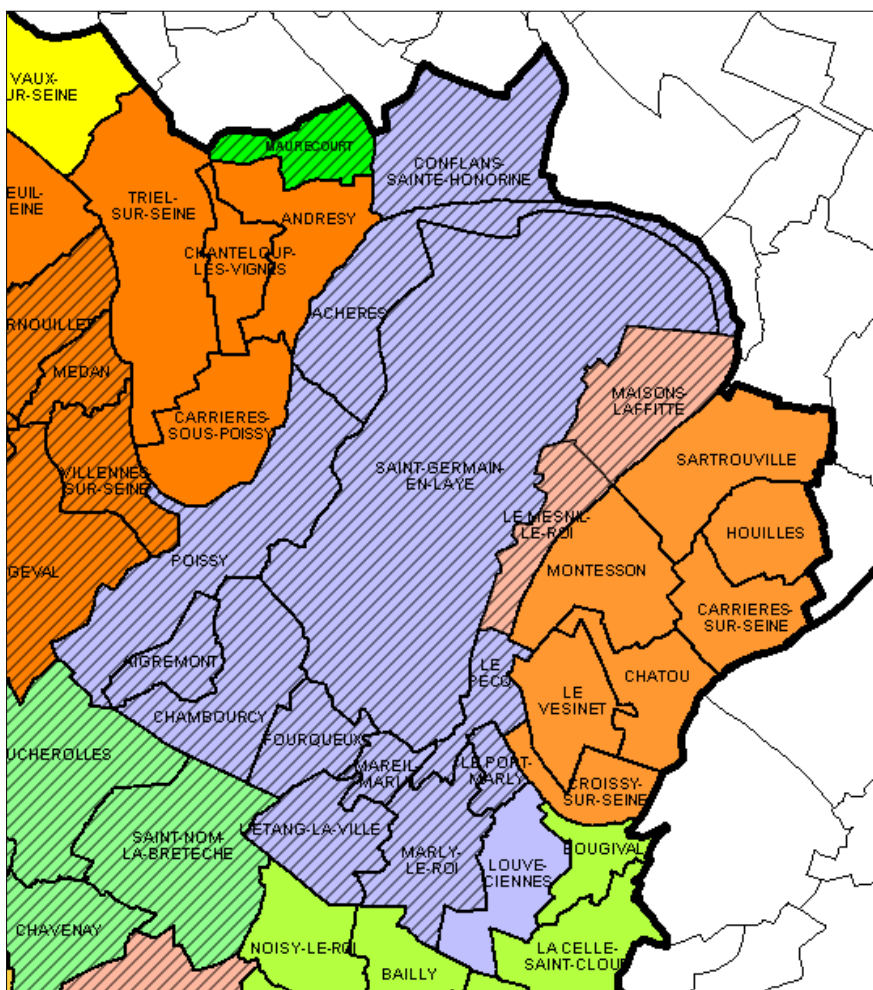 VAUX-
UR-SEINE
MAURECOURT
CONFLANS-
SAINTE-HONORINE
EUIL-
EINE
TRIEL-
SUR-SEINE
ANDRESY
CHANTELOUP-
LES-VIGNES
ACHERES
RNOUILLET
MEDAN
MAISONS-
LAFFITTE
CARRIERES-
SOUS-POISSY
SARTROUVILLE
VILLENNES-
SUR-SEINE
SAINT-GERMAIN-
EN-LAYE
LE MESNIL-
LE-ROI
HOUILLES
GEVAL
POISSY
MONTESSON
CARRIERES-
SUR-SEINE
AIGREMONT
LE
PECQ
CHATOU
LE
VESINET
CHAMBOURCY
FOURQUEUX
UCHEROLLES
MAREIL-
MARLY
LE PORT-
MARLY
CROISSY-
SUR-SEINE
SAINT-NOM-
LA-BRETECHE
L'ETANG-LA-VILLE
MARLY-
LE-ROI
LOUVE-
CIENNES
BOUGIVAL
CHAVENAY
NOISY-LE-ROI
BAILLY
LA CELLE-
SAINT-CLOUD